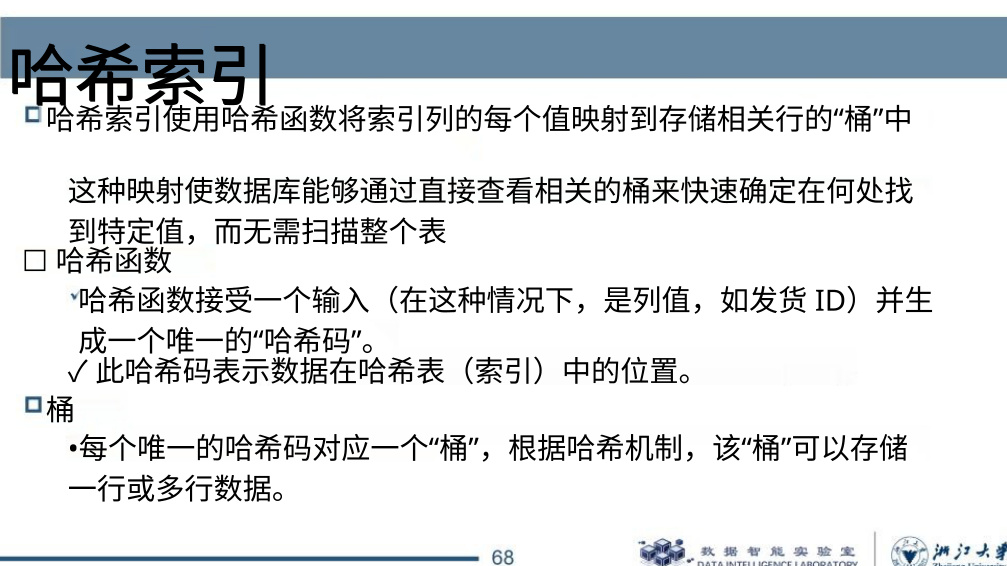 哈希索引
哈希索引使用哈希函数将索引列的每个值映射到存储相关行的“桶”中
这种映射使数据库能够通过直接查看相关的桶来快速确定在何处找
到特定值，而无需扫描整个表
☐ 哈希函数
哈希函数接受一个输入（在这种情况下，是列值，如发货 ID）并生
成一个唯一的“哈希码”。
✓ 此哈希码表示数据在哈希表（索引）中的位置。
桶
•每个唯一的哈希码对应一个“桶”，根据哈希机制，该“桶”可以存储
一行或多行数据。
68
数据智能实验室
DATA INTELLIGENCE LABORATORY
浙江大学